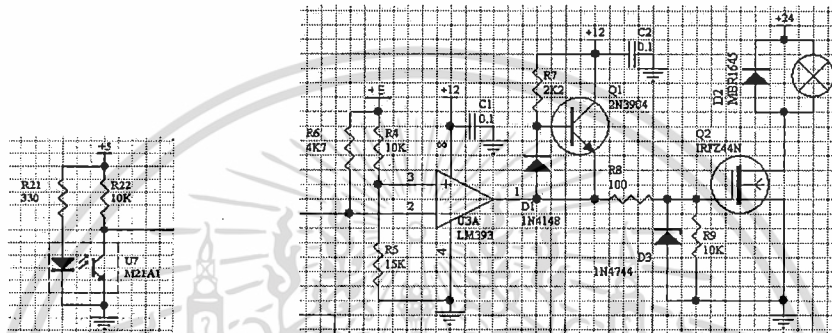 +5
R21
330
R22
10K
U7
M21A1
+5
R6
4K7
R4
10K
+12
C1
0.1
8
3
2
1
4
U3A
LM393
R5
15K
R7
2K2
+12
C2
0.1
Q1
2N3904
D1
1N4148
R8
100
D3
1N4744
R9
10K
Q2
IRFZ44N
+24
D2
MBR1645